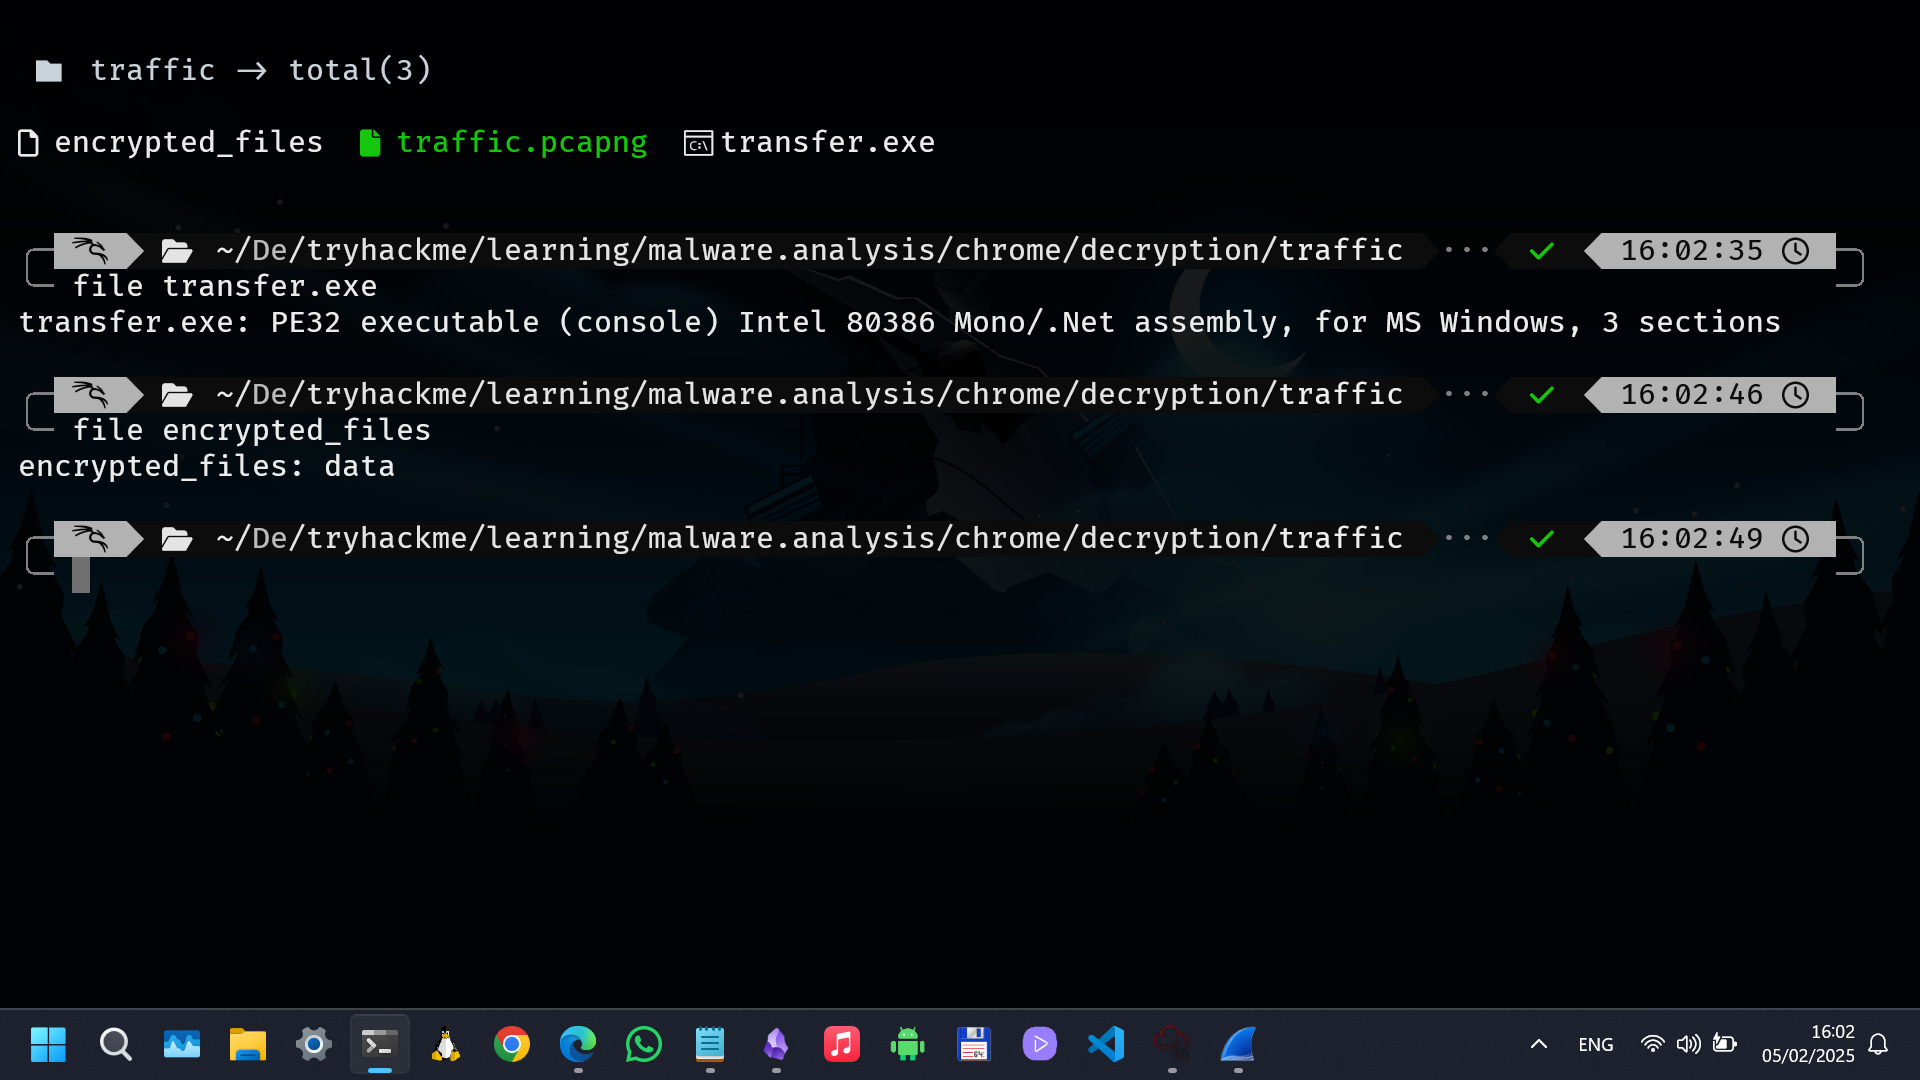 traffic → total(3)
encrypted_files traffic.pcapng C:\ transfer.exe
~/De/tryhackme/learning/malware.analysis/chrome/decryption/traffic ··· ✓ 16:02:35
file transfer.exe
transfer.exe: PE32 executable (console) Intel 80386 Mono/.Net assembly, for MS Windows, 3 sections
~/De/tryhackme/learning/malware.analysis/chrome/decryption/traffic ··· ✓ 16:02:46
file encrypted_files
encrypted_files: data
~/De/tryhackme/learning/malware.analysis/chrome/decryption/traffic ··· ✓ 16:02:49
64
ENG
16:02
05/02/2025